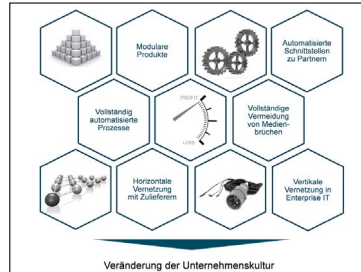 Modulare
Produkte
Automatisierte
Schnittstellen
zu Partnern
Vollständig
automatisierte
Prozesse
PROFIT
LOSS
Vollständige
Vermeidung
von Medien-
brüchen
Horizontale
Vernetzung
mit Zulieferern
Vertikale
Vernetzung in
Enterprise IT
Veränderung der Unternehmenskultur